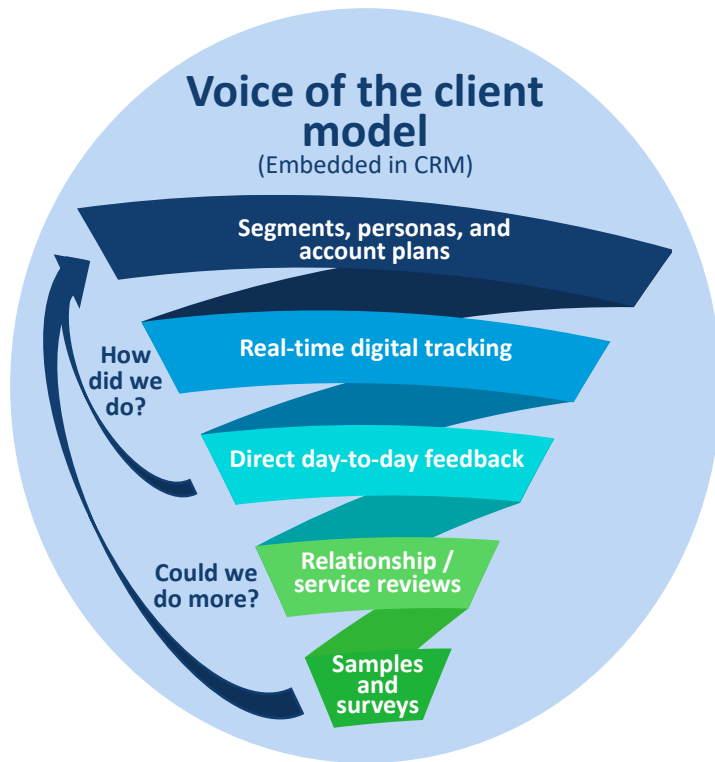 Voice of the client
model
(Embedded in CRM)
Segments, personas, and
account plans
Real-time digital tracking
How
did we
do?
Direct day-to-day feedback
Relationship /
service reviews
Could we
do more?
Samples
and
surveys